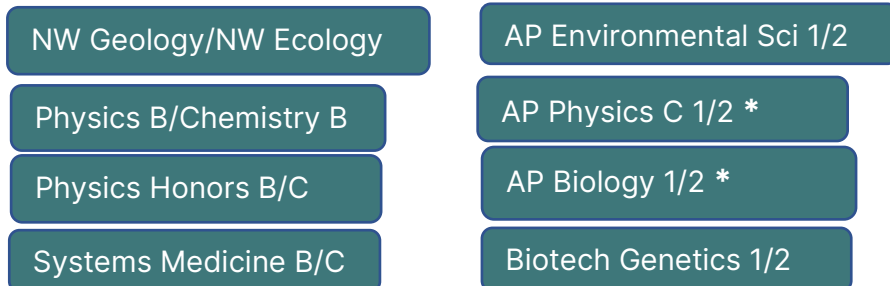 NW Geology/NW Ecology
Physics B/Chemistry B
Physics Honors B/C
Systems Medicine B/C
AP Environmental Sci 1/2
AP Physics C 1/2 *
AP Biology 1/2 *
Biotech Genetics 1/2